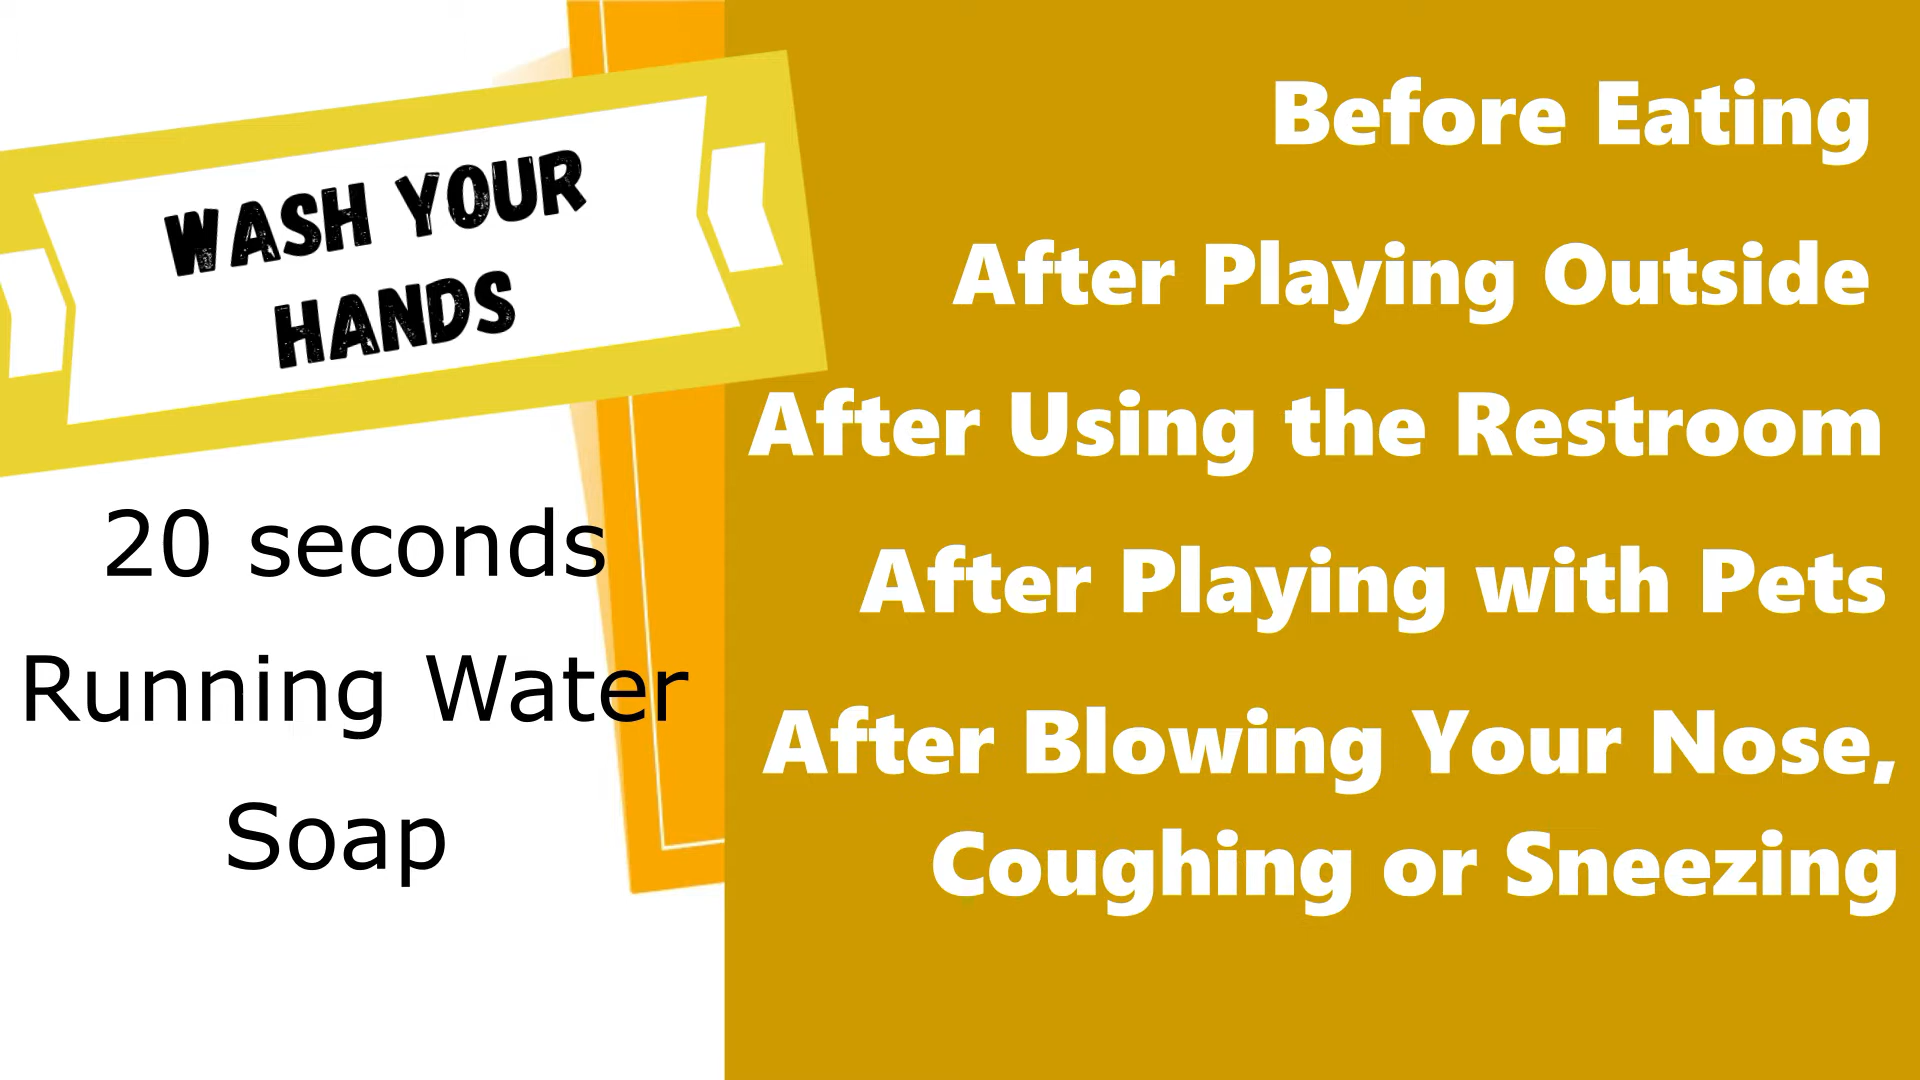 WASH YOUR
HANDS
20 seconds
Running Water
Soap
Before Eating
After Playing Outside
After Using the Restroom
After Playing with Pets
After Blowing Your Nose,
Coughing or Sneezing